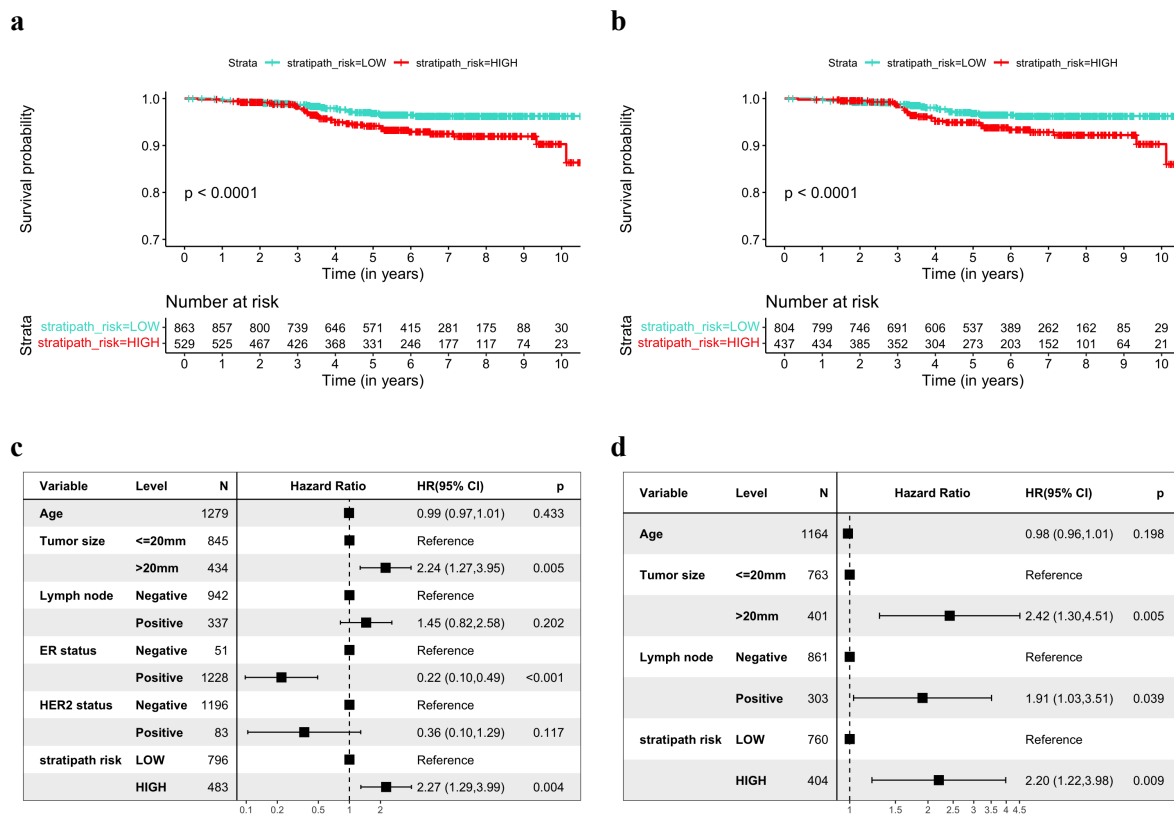 a
Strata stratipath_risk=LOW stratipath_risk=HIGH
Survival probability
1.0
0.9
0.8
0.7
p < 0.0001
0 1 2 3 4 5 6 7 8 9 10
Time (in years)
Number at risk
Strata
stratipath_risk=LOW 863 857 800 739 646 571 415 281 175 88 30
stratipath_risk=HIGH 529 525 467 426 368 331 246 177 117 74 23
0 1 2 3 4 5 6 7 8 9 10
Time (in years)
b
Strata stratipath_risk=LOW stratipath_risk=HIGH
Survival probability
1.0
0.9
0.8
0.7
p < 0.0001
0 1 2 3 4 5 6 7 8 9 10
Time (in years)
Number at risk
Strata
stratipath_risk=LOW 804 799 746 691 606 537 389 262 162 85 29
stratipath_risk=HIGH 437 434 385 352 304 273 203 152 101 64 21
0 1 2 3 4 5 6 7 8 9 10
Time (in years)
c
Variable Level N Hazard Ratio HR(95% CI) p
Age 1279 0.99 (0.97,1.01) 0.433
Tumor size <=20mm 845 Reference
>20mm 434 2.24 (1.27,3.95) 0.005
Lymph node Negative 942 Reference
Positive 337 1.45 (0.82,2.58) 0.202
ER status Negative 51 Reference
Positive 1228 0.22 (0.10,0.49) <0.001
HER2 status Negative 1196 Reference
Positive 83 0.36 (0.10,1.29) 0.117
stratipath risk LOW 796 Reference
HIGH 483 2.27 (1.29,3.99) 0.004
0.1 0.2 0.5 1 2
d
Variable Level N Hazard Ratio HR(95% CI) p
Age 1164 0.98 (0.96,1.01) 0.198
Tumor size <=20mm 763 Reference
>20mm 401 2.42 (1.30,4.51) 0.005
Lymph node Negative 861 Reference
Positive 303 1.91 (1.03,3.51) 0.039
stratipath risk LOW 760 Reference
HIGH 404 2.20 (1.22,3.98) 0.009
1 1.5 2 2.5 3 3.5 4 4.5